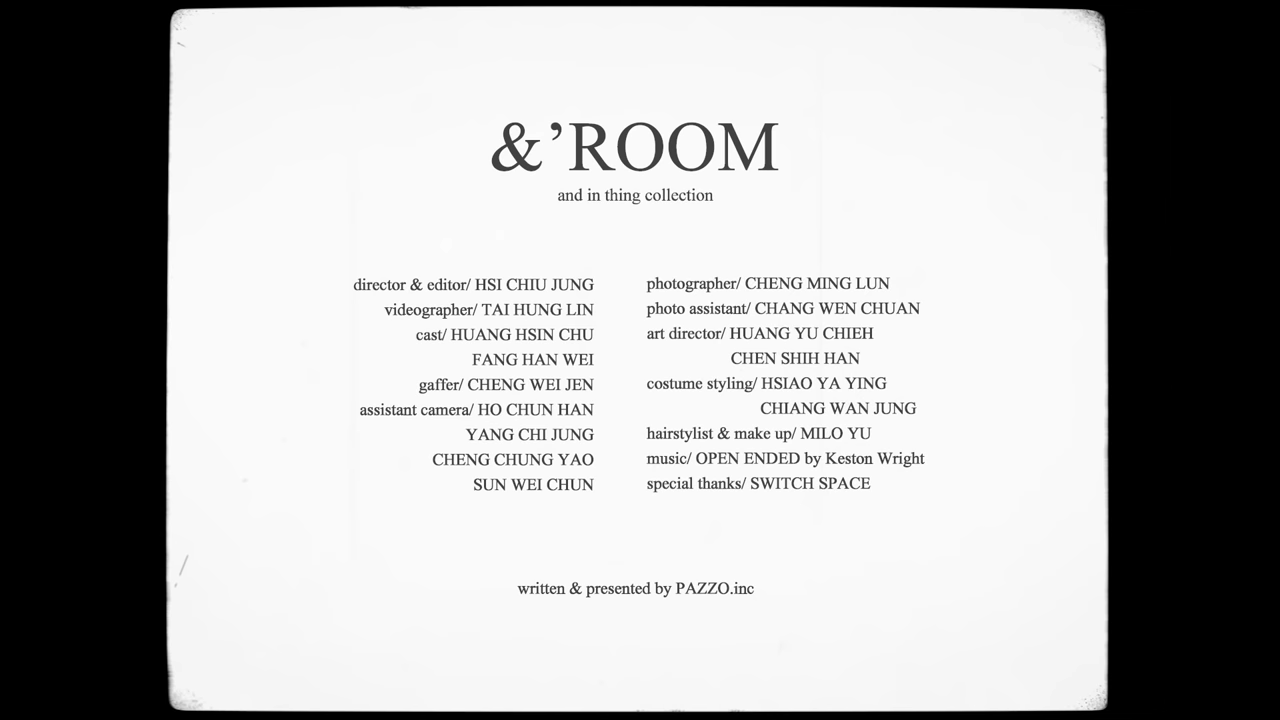 &’ROOM
and in thing collection
director & editor/ HSI CHIU JUNG
videographer/ TAI HUNG LIN
cast/ HUANG HSIN CHU
FANG HAN WEI
gaffer/ CHENG WEI JEN
assistant camera/ HO CHUN HAN
YANG CHI JUNG
CHENG CHUNG YAO
SUN WEI CHUN
photographer/ CHENG MING LUN
photo assistant/ CHANG WEN CHUAN
art director/ HUANG YU CHIEH
CHEN SHIH HAN
costume styling/ HSIAO YA YING
CHIANG WAN JUNG
hairstylist & make up/ MILO YU
music/ OPEN ENDED by Keston Wright
special thanks/ SWITCH SPACE
written & presented by PAZZO.inc